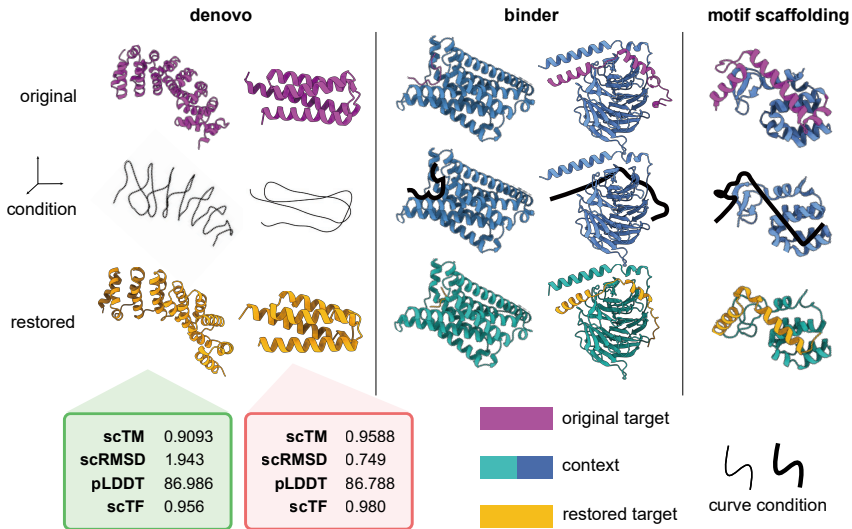 denovo binder motif scaffolding
original
condition
restored
scTM 0.9093
scRMSD 1.943
pLDDT 86.986
scTF 0.956
scTM 0.9588
scRMSD 0.749
pLDDT 86.788
scTF 0.980
original target
context
restored target
curve condition